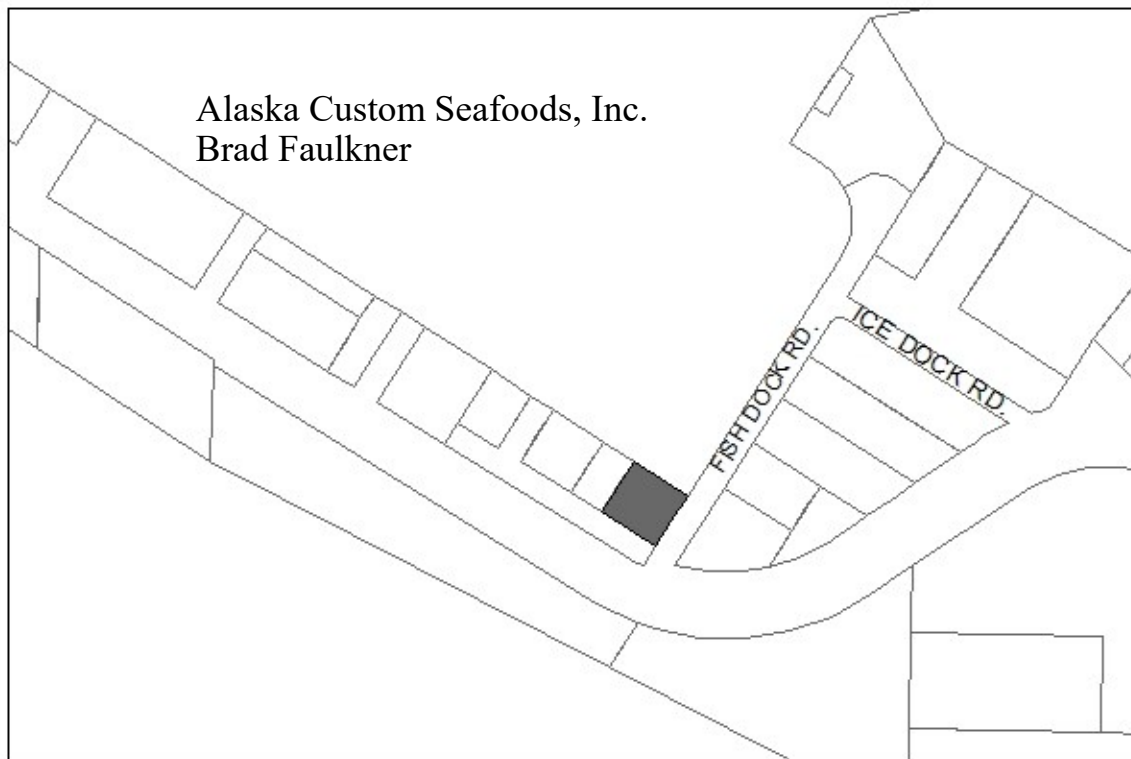 Alaska Custom Seafoods, Inc.
Brad Faulkner
ICE DOCK RD.
FISH DOCK RD.